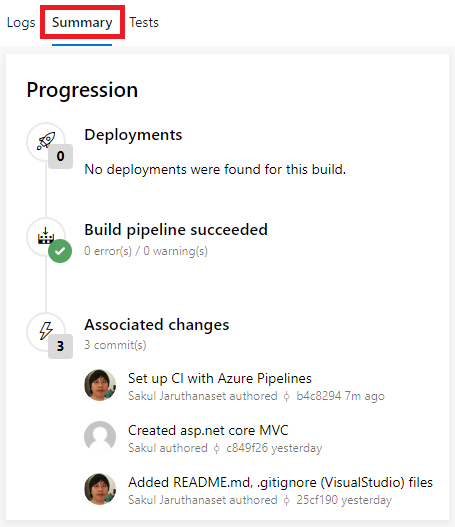 Logs Summary Tests
Progression
Deployments
0
No deployments were found for this build.
Build pipeline succeeded
0 error(s) / 0 warning(s)
Associated changes
3
3 commit(s)
Set up CI with Azure Pipelines
Sakul Jaruthanaset authored b4c8294 7m ago
Created asp.net core MVC
Sakul authored c849f26 yesterday
Added README.md, .gitignore (VisualStudio) files
Sakul Jaruthanaset authored 25cf190 yesterday